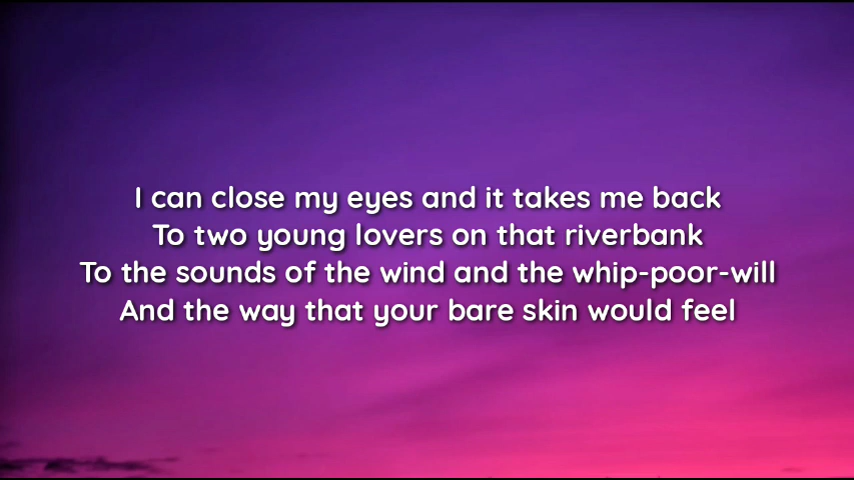 I can close my eyes and it takes me back
To two young lovers on that riverbank
To the sounds of the wind and the whip-poor-will
And the way that your bare skin would feel